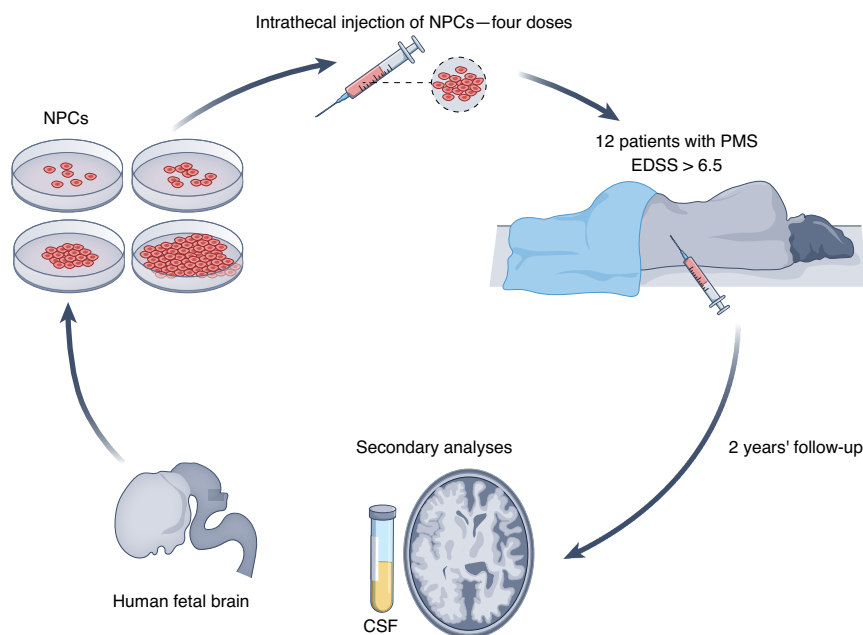 Intrathecal injection of NPCs—four doses
NPCs
12 patients with PMS
EDSS > 6.5
Secondary analyses
2 years' follow-up
Human fetal brain
CSF